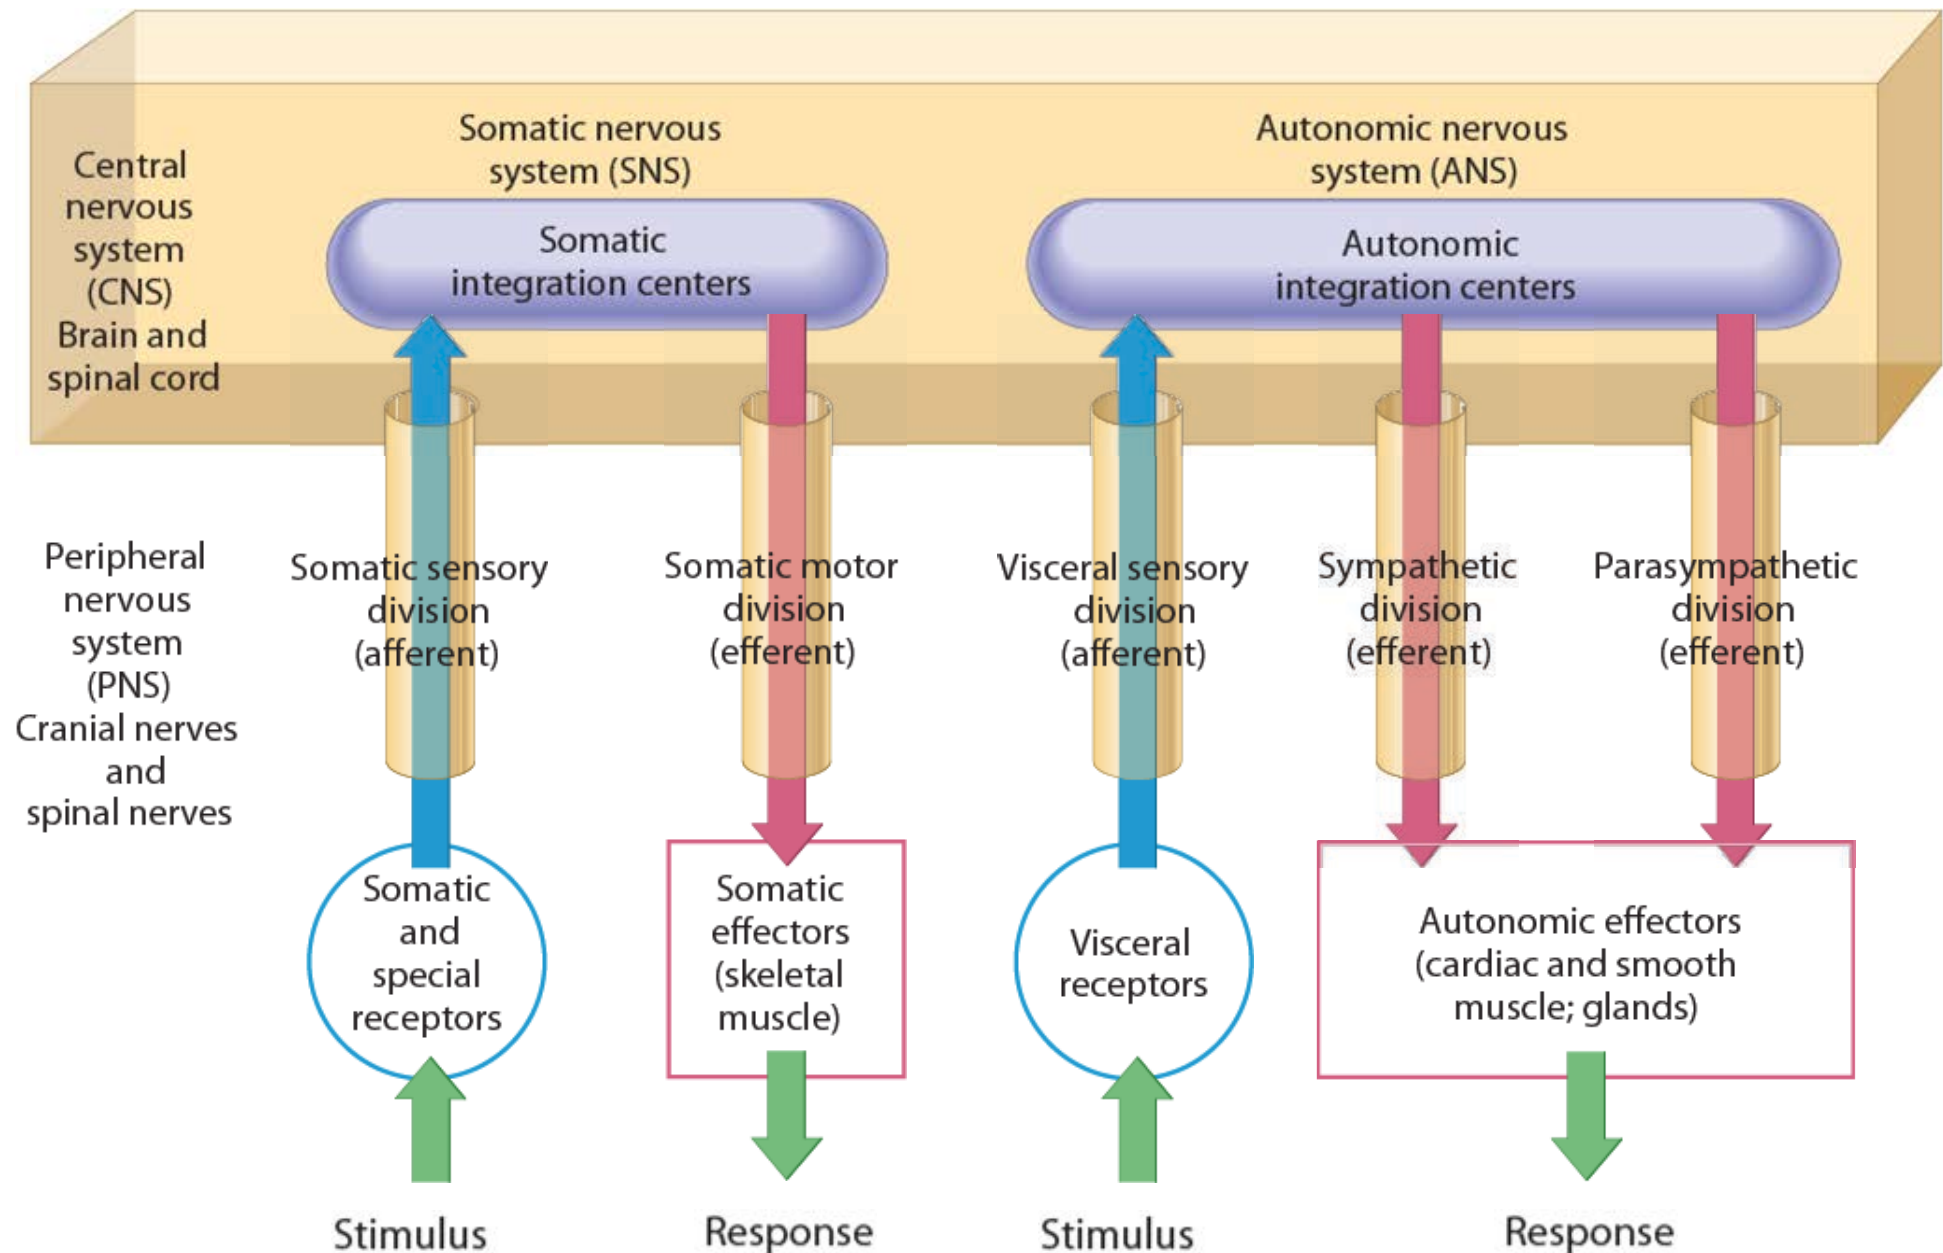 Central
nervous
system
(CNS)
Brain and
spinal cord
Somatic nervous
system (SNS)
Somatic
integration centers
Autonomic nervous
system (ANS)
Autonomic
integration centers
Peripheral
nervous
system
(PNS)
Cranial nerves
and
spinal nerves
Somatic sensory
division
(afferent)
Somatic motor
division
(efferent)
Visceral sensory
division
(afferent)
Sympathetic
division
(efferent)
Parasympathetic
division
(efferent)
Somatic
and
special
receptors
Somatic
effectors
(skeletal
muscle)
Visceral
receptors
Autonomic effectors
(cardiac and smooth
muscle; glands)
Stimulus
Response
Stimulus
Response